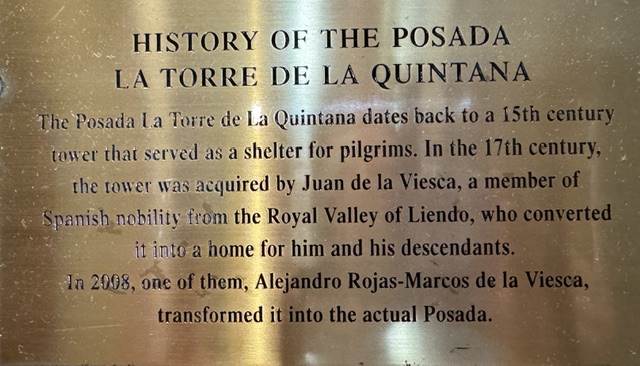 HISTORY OF THE POSADA
LA TORRE DE LA QUINTANA
The Posada La Torre de La Quintana dates back to a 15th century
tower that served as a shelter for pilgrims. In the 17th century,
the tower was acquired by Juan de la Viesca, a member of
Spanish nobility from the Royal Valley of Liendo, who converted
it into a home for him and his descendants.
In 2008, one of them, Alejandro Rojas-Marcos de la Viesca,
transformed it into the actual Posada.